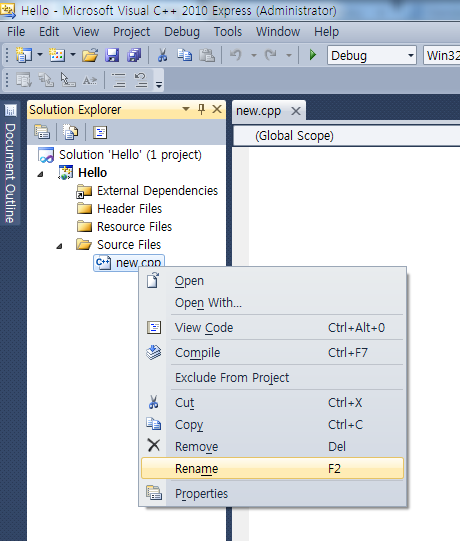 Hello - Microsoft Visual C++ 2010 Express (Administrator)
File Edit View Project Debug Tools Window Help
Debug Win32
Document Outline
Solution Explorer
new.cpp
(Global Scope)
Solution 'Hello' (1 project)
Hello
External Dependencies
Header Files
Resource Files
Source Files
new.cpp
Open
Open With...
View Code Ctrl+Alt+0
Compile Ctrl+F7
Exclude From Project
Cut Ctrl+X
Copy Ctrl+C
Remove Del
Rename F2
Properties